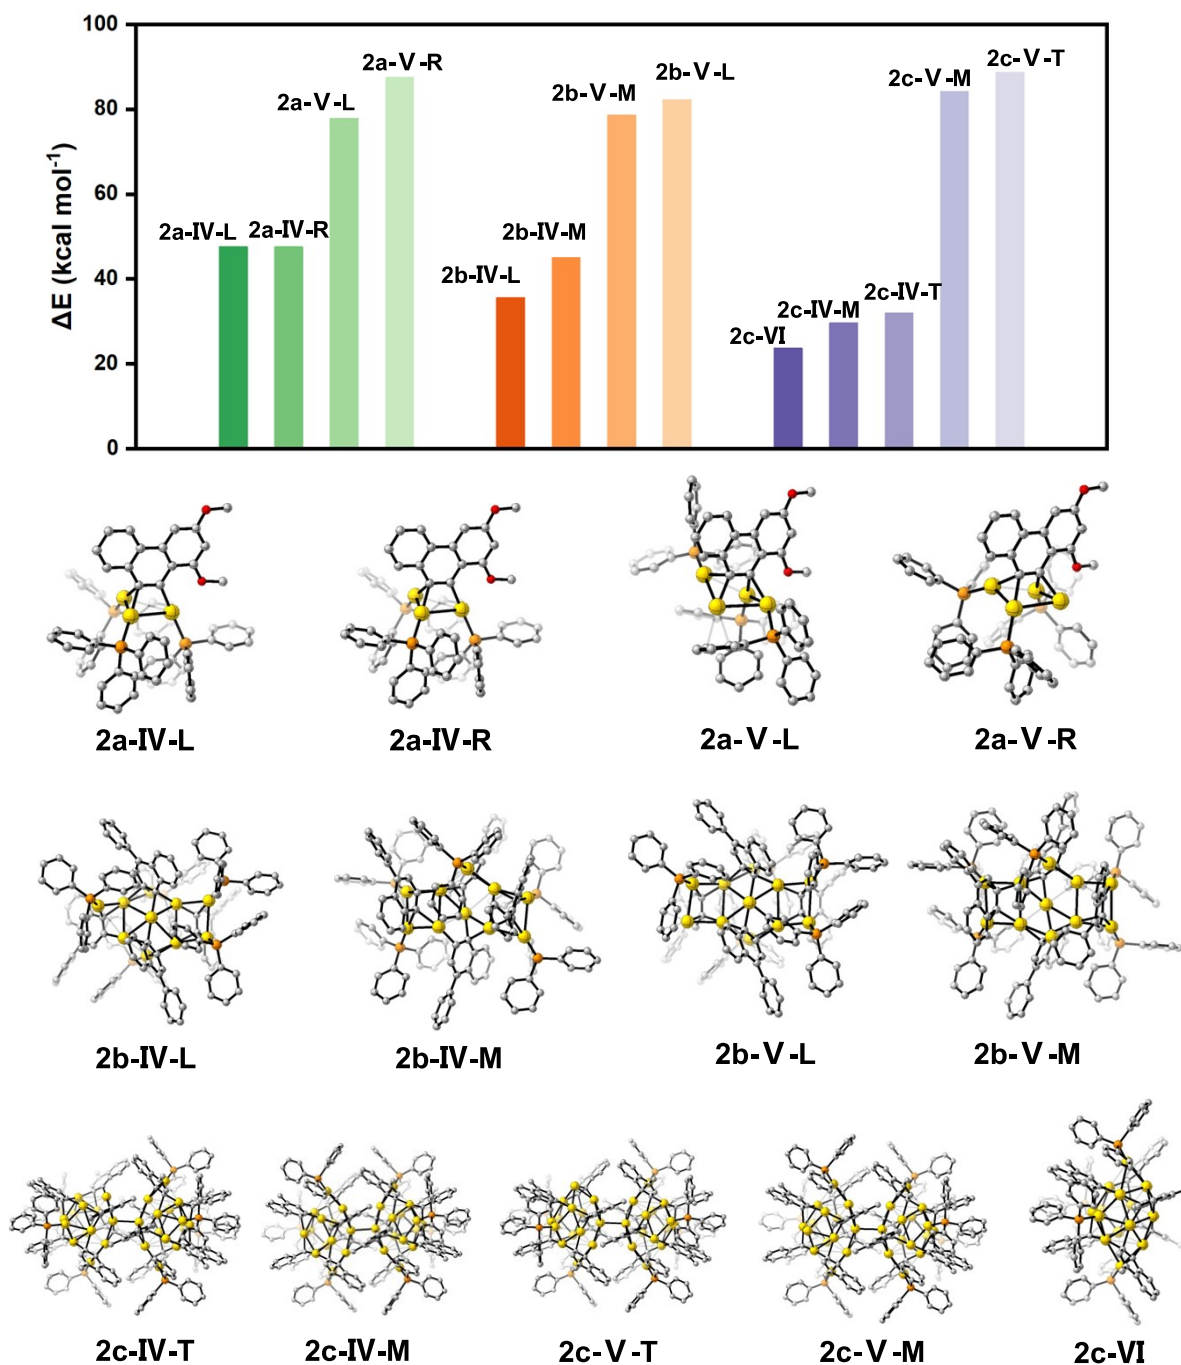 100
80
60
40
20
0
ΔE (kcal mol⁻¹)
2a-IV-L
2a-IV-R
2a-V-L
2a-V-R
2b-IV-L
2b-IV-M
2b-V-M
2b-V-L
2c-VI
2c-IV-M
2c-IV-T
2c-V-M
2c-V-T
2a-IV-L
2a-IV-R
2a-V-L
2a-V-R
2b-IV-L
2b-IV-M
2b-V-L
2b-V-M
2c-IV-T
2c-IV-M
2c-V-T
2c-V-M
2c-VI